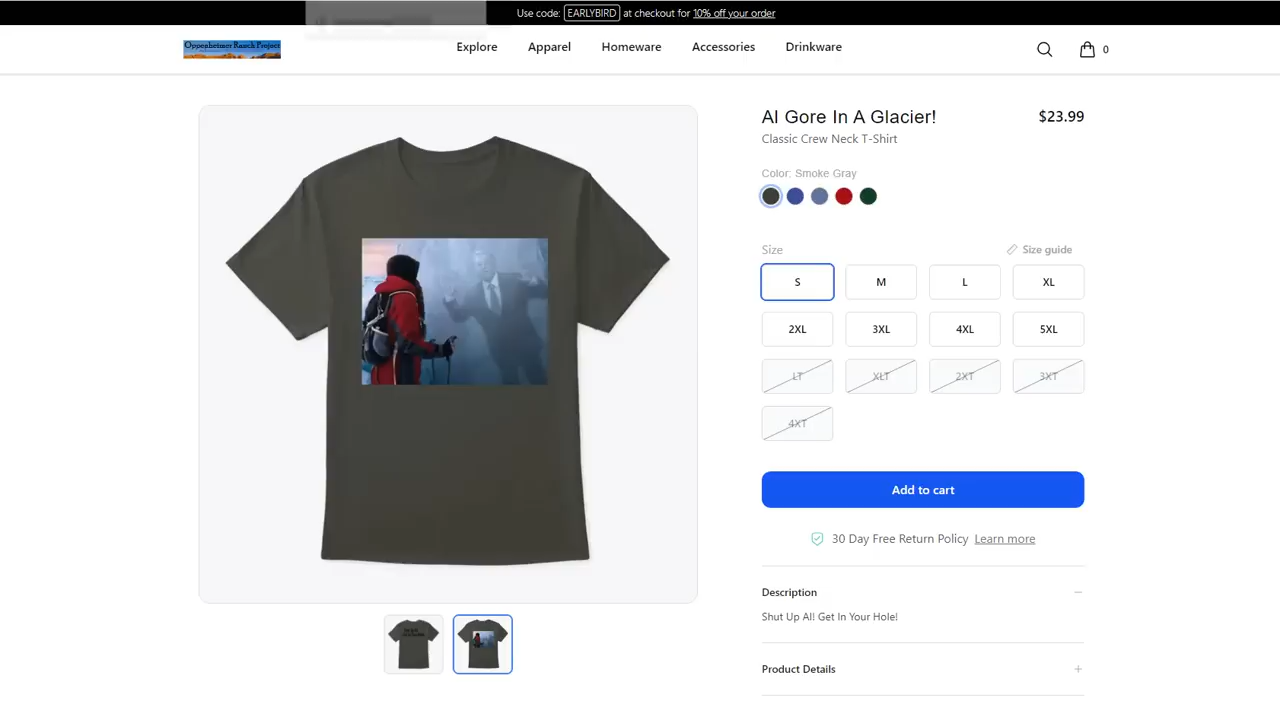 Use code: EARLYBIRD at checkout for 10% off your order
Oppenheimer Ranch Project
Explore
Apparel
Homeware
Accessories
Drinkware
0
Al Gore In A Glacier!
$23.99
Classic Crew Neck T-Shirt
Color: Smoke Gray
Size
Size guide
S
M
L
XL
2XL
3XL
4XL
5XL
LT
XLT
2XT
3XT
4XT
Add to cart
30 Day Free Return Policy Learn more
Description
Shut Up Al! Get In Your Hole!
Product Details